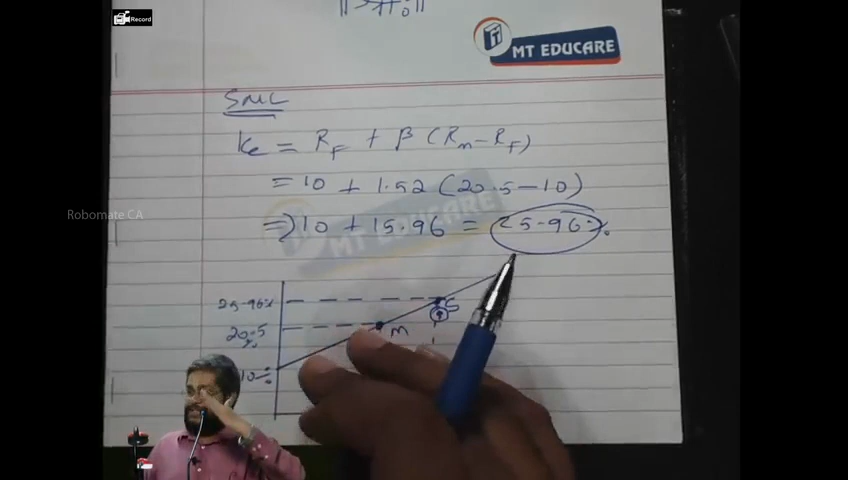 Record
MT EDUCARE
SML
Ke = RF + β (Rm - RF)
= 10 + 1.52 (20.5 - 10)
=) 10 + 15.96 = 25.96%.
Robomate CA
25.96%
S
20.5
%
M
10%